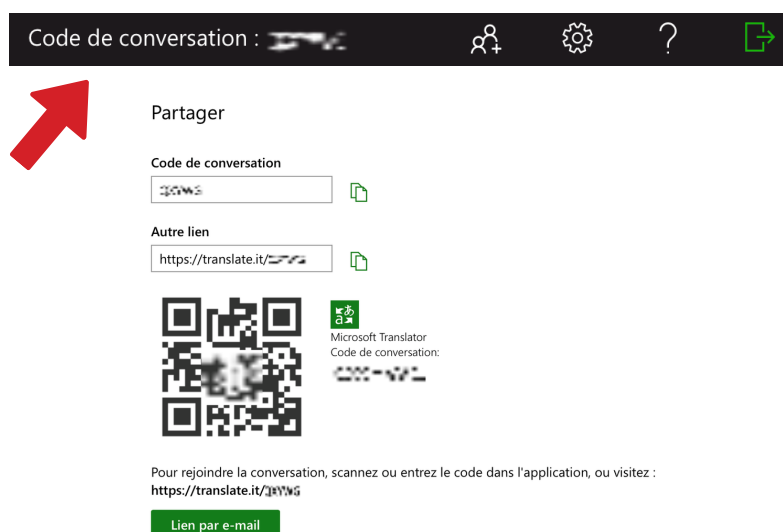 Code de conversation :
Partager
Code de conversation
Autre lien
https://translate.it/
Microsoft Translator
Code de conversation:
Pour rejoindre la conversation, scannez ou entrez le code dans l'application, ou visitez :
https://translate.it/
Lien par e-mail